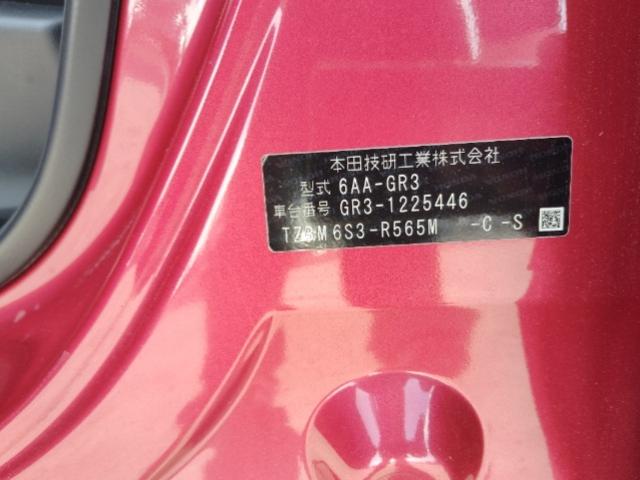 本田技研工業株式会社
型式 6AA-GR3
車台番号 GR3-1225446
6S3-R565M -C -S